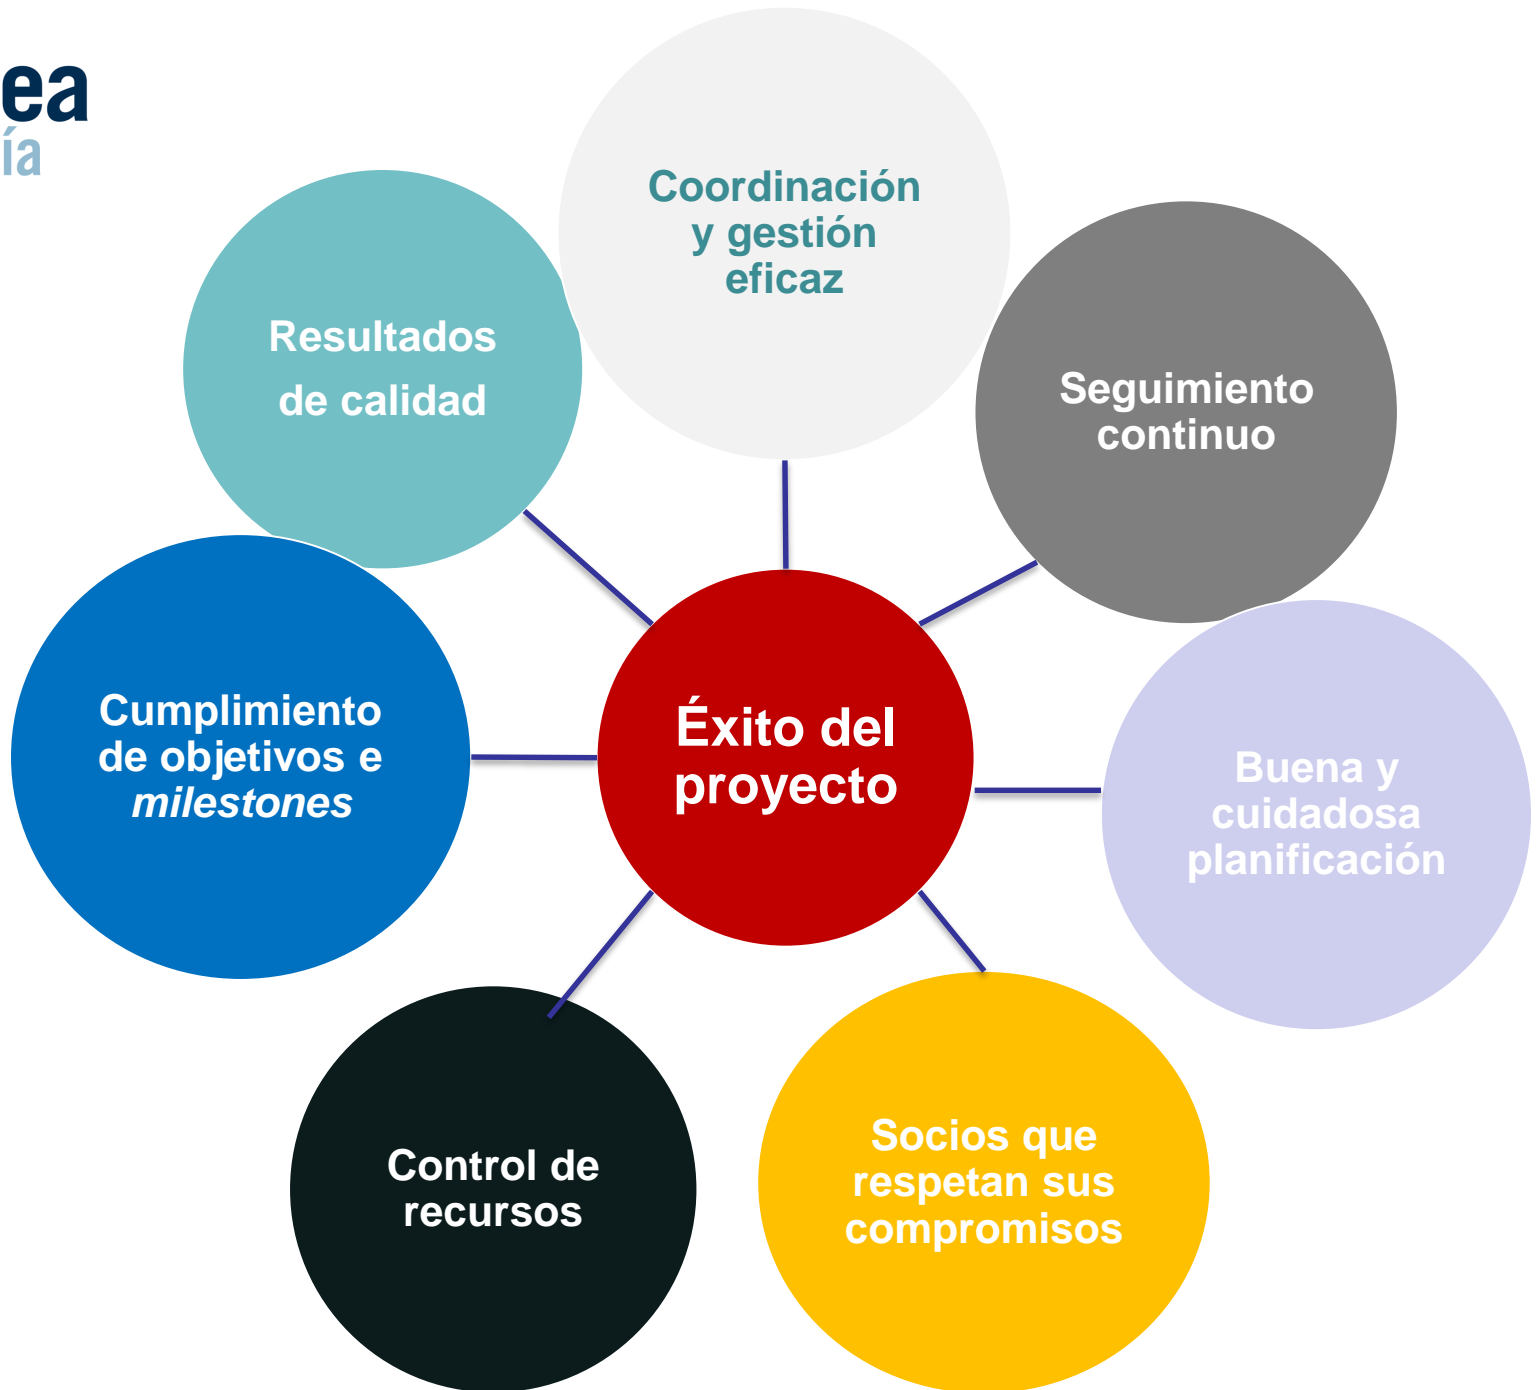 ea
ía
Coordinación
y gestión
eficaz
Resultados
de calidad
Seguimiento
continuo
Cumplimiento
de objetivos e
milestones
Éxito del
proyecto
Buena y
cuidadosa
planificación
Control de
recursos
Socios que
respetan sus
compromisos